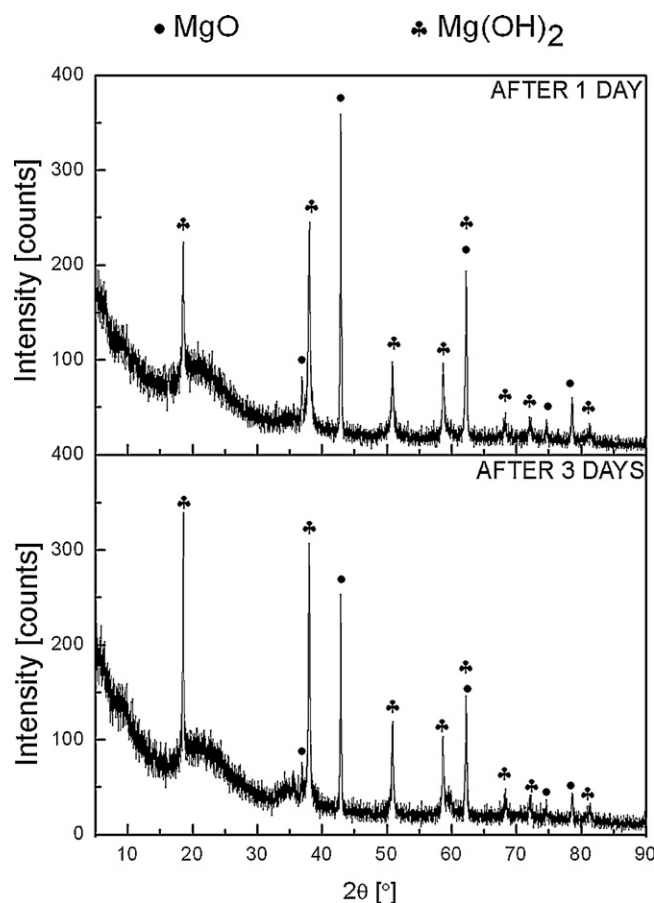 ● MgO ♣ Mg(OH)2
400
AFTER 1 DAY
300
200
100
Intensity [counts]
400
AFTER 3 DAYS
300
200
100
0
Intensity [counts]
10 20 30 40 50 60 70 80 90
2θ [°]